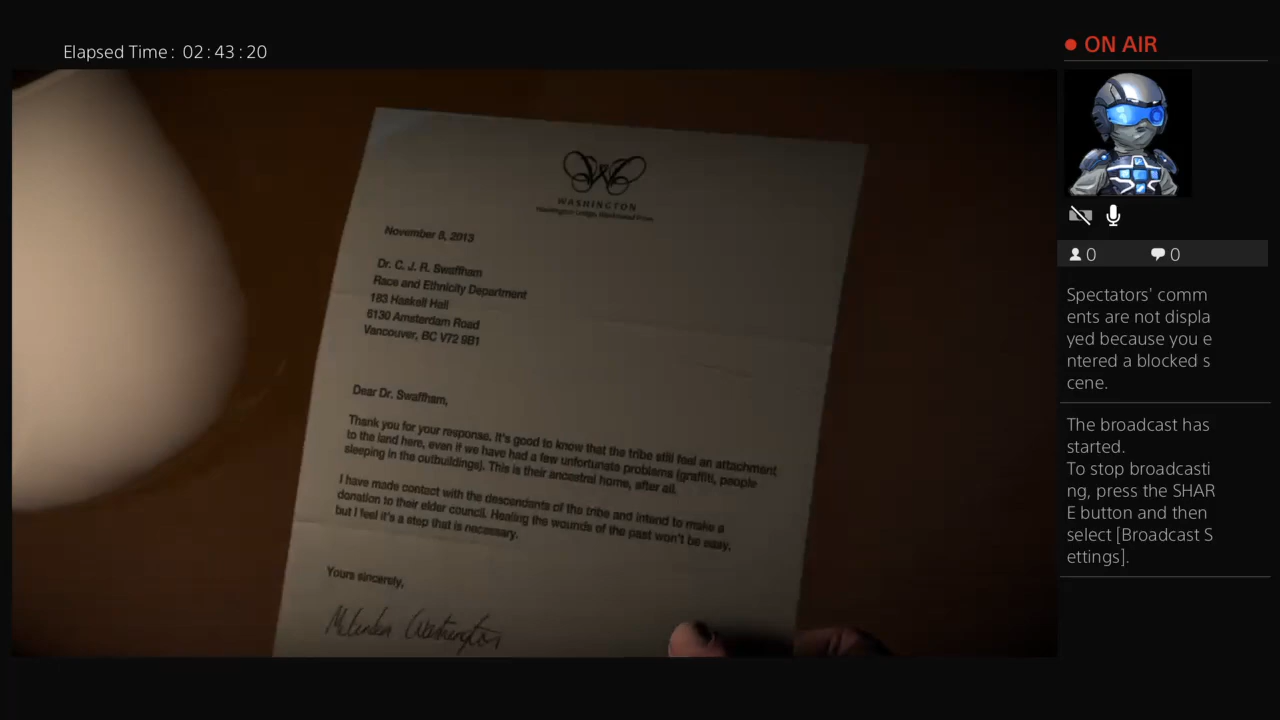 Elapsed Time: 02:43:20
WASHINGTON
November 8, 2013
Dr. C. J. R. Swaffham
Race and Ethnicity Department
183 Haskell Hall
6130 Amsterdam Road
Vancouver, BC V72 9B1
Dear Dr. Swaffham,
Thank you for your response. It's good to know that the tribe still feel an attachment
to the land here, even if we have had a few unfortunate problems (graffiti, people
sleeping in the outbuildings). This is their ancestral home, after all.
I have made contact with the descendants of the tribe and intend to make a
donation to their elder council. Healing the wounds of the past won't be easy,
but I feel it's a step that is necessary.
Yours sincerely,
Melinda Washington
ON AIR
0
0
Spectators' comm
ents are not displa
yed because you e
ntered a blocked s
cene.
The broadcast has
started.
To stop broadcasti
ng, press the SHAR
E button and then
select [Broadcast S
ettings].